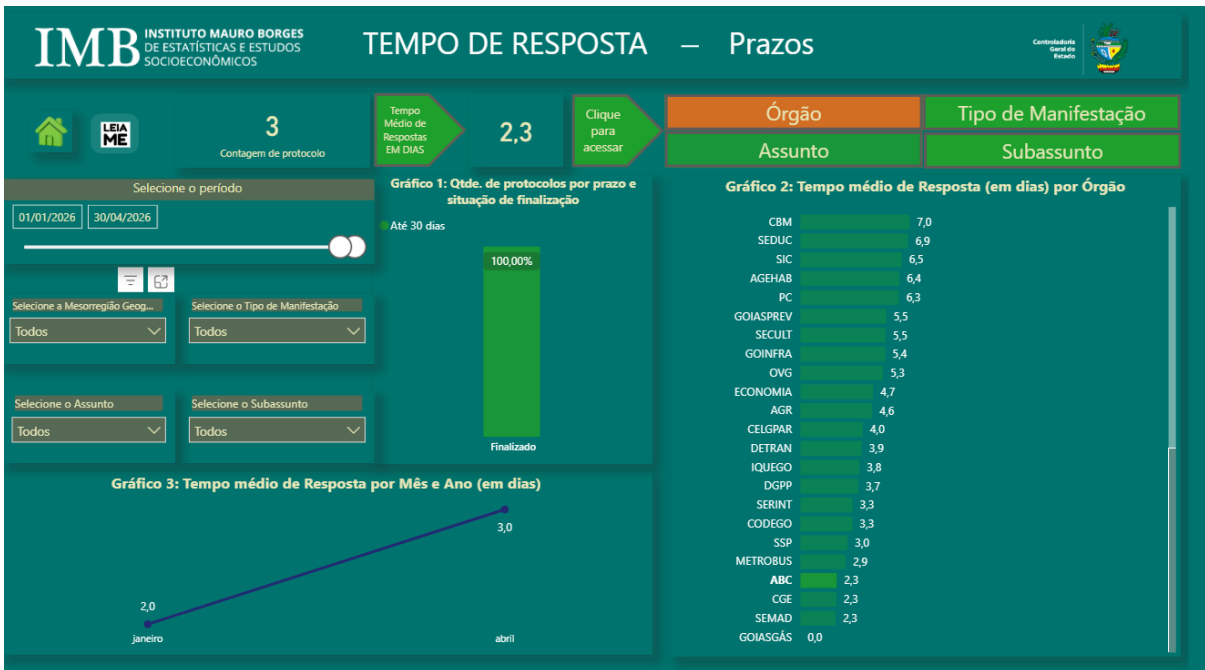 IMB INSTITUTO MAURO BORGES
DE ESTATÍSTICAS E ESTUDOS
SOCIOECONÔMICOS
TEMPO DE RESPOSTA – Prazos
Controladoria
Geral do
Estado
LEIA
ME
3
Contagem de protocolo
Tempo
Médio de
Respostas
EM DIAS
2,3
Clique
para
acessar
Órgão
Tipo de Manifestação
Assunto
Subassunto
Selecione o período
01/01/2026 30/04/2026
Selecione a Mesorregião Geog...
Todos
Selecione o Tipo de Manifestação
Todos
Selecione o Assunto
Todos
Selecione o Subassunto
Todos
Gráfico 1: Qtde. de protocolos por prazo e
situação de finalização
Até 30 dias
100,00%
Finalizado
Gráfico 2: Tempo médio de Resposta (em dias) por Órgão
CBM 7,0
SEDUC 6,9
SIC 6,5
AGEHAB 6,4
PC 6,3
GOIASPREV 5,5
SECULT 5,5
GOINFRA 5,4
OVG 5,3
ECONOMIA 4,7
AGR 4,6
CELGPAR 4,0
DETRAN 3,9
IQUEGO 3,8
DGPP 3,7
SERINT 3,3
CODEGO 3,3
SSP 3,0
METROBUS 2,9
ABC 2,3
CGE 2,3
SEMAD 2,3
GOIASGÁS 0,0
Gráfico 3: Tempo médio de Resposta por Mês e Ano (em dias)
3,0
2,0
janeiro abril